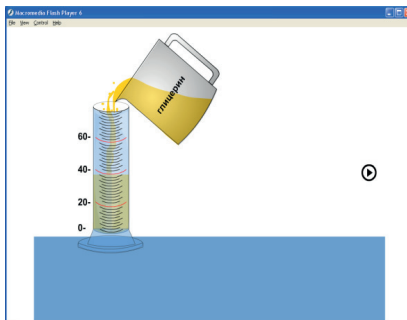 Macromedia Flash Player 6
File View Control Help
глицерин
60-
40-
20-
0-